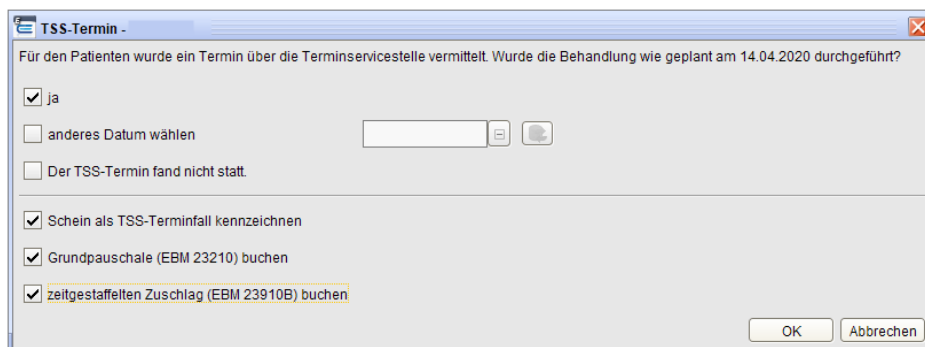 TSS-Termin -
Für den Patienten wurde ein Termin über die Terminservicestelle vermittelt. Wurde die Behandlung wie geplant am 14.04.2020 durchgeführt?
ja
anderes Datum wählen
Der TSS-Termin fand nicht statt.
Schein als TSS-Terminfall kennzeichnen
Grundpauschale (EBM 23210) buchen
zeitgestaffelten Zuschlag (EBM 23910B) buchen
OK Abbrechen